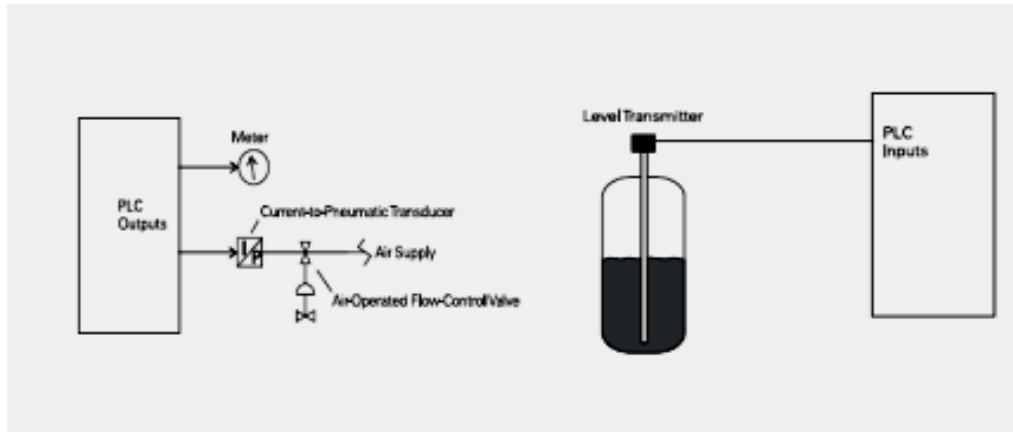 Meter
PLC
Outputs
Current-to-Pneumatic Transducer
I
P
Air Supply
Air-Operated Flow-Control Valve
Level Transmitter
PLC
Inputs